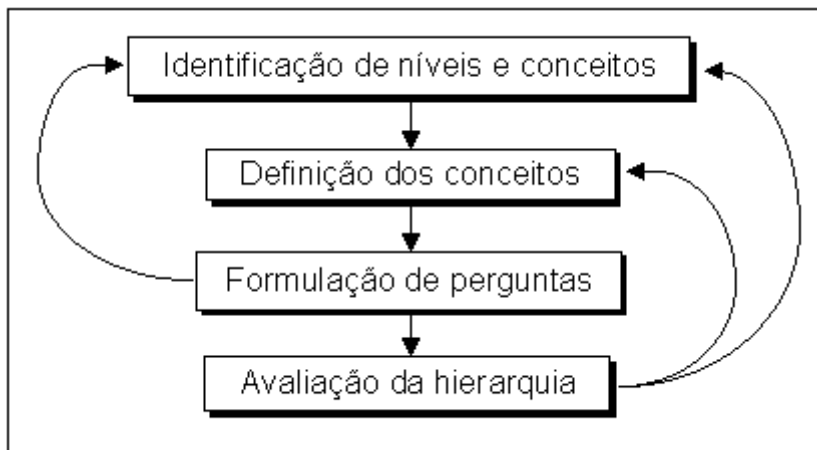 Identificação de níveis e conceitos
Definição dos conceitos
Formulação de perguntas
Avaliação da hierarquia